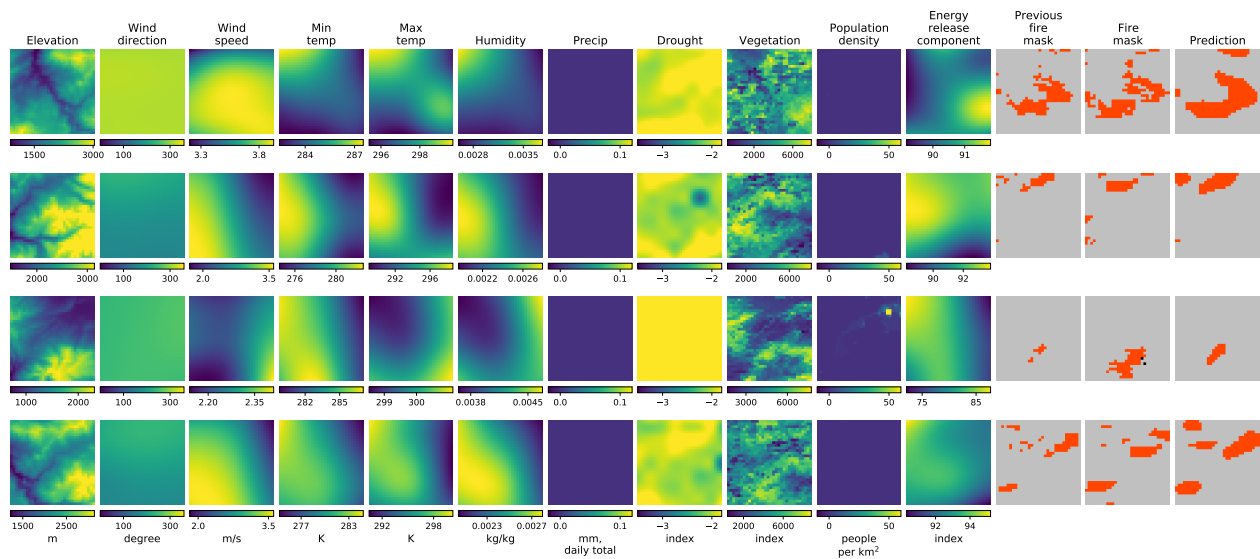 Elevation
Wind
direction
Wind
speed
Min
temp
Max
temp
Humidity
Precip
Drought
Vegetation
Population
density
Energy
release
component
Previous
fire
mask
Fire
mask
Prediction
1500 3000 100 300 3.3 3.8 284 287 296 298 0.0028 0.0035 0.0 0.1 −3 −2 2000 6000 0 50 90 91
2000 3000 100 300 2.0 3.5 276 280 292 296 0.0022 0.0026 0.0 0.1 −3 −2 2000 6000 0 50 90 92
1000 2000 100 300 2.20 2.35 282 285 299 300 0.0038 0.0045 0.0 0.1 −3 −2 3000 6000 0 50 75 85
1500 2500 100 300 2.0 3.5 277 283 292 298 0.0023 0.0027 0.0 0.1 −3 −2 2000 6000 0 50 92 94
m
degree
m/s
K
K
kg/kg
mm,
daily total
index
index
people
per km²
index